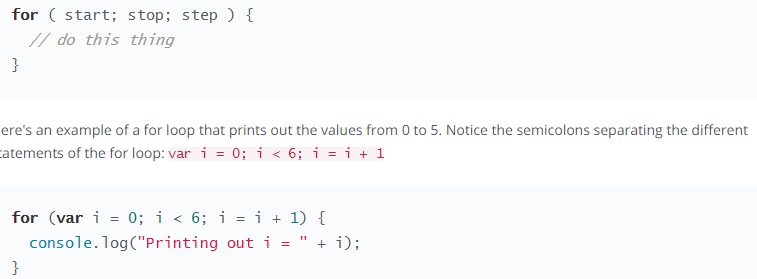 for ( start; stop; step ) {
  // do this thing
}
ere's an example of a for loop that prints out the values from 0 to 5. Notice the semicolons separating the different
tatements of the for loop: var i = 0; i < 6; i = i + 1
for (var i = 0; i < 6; i = i + 1) {
  console.log("Printing out i = " + i);
}